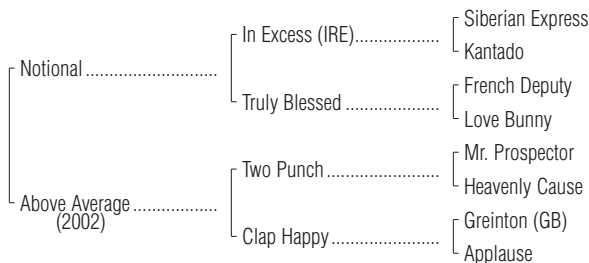 Siberian Express
In Excess (IRE)....................
Kantado
Notional ............................
French Deputy
Truly Blessed ......................
Love Bunny
Mr. Prospector
Two Punch ..........................
Heavenly Cause
Above Average ..................
(2002)
Greinton (GB)
Clap Happy .........................
Applause